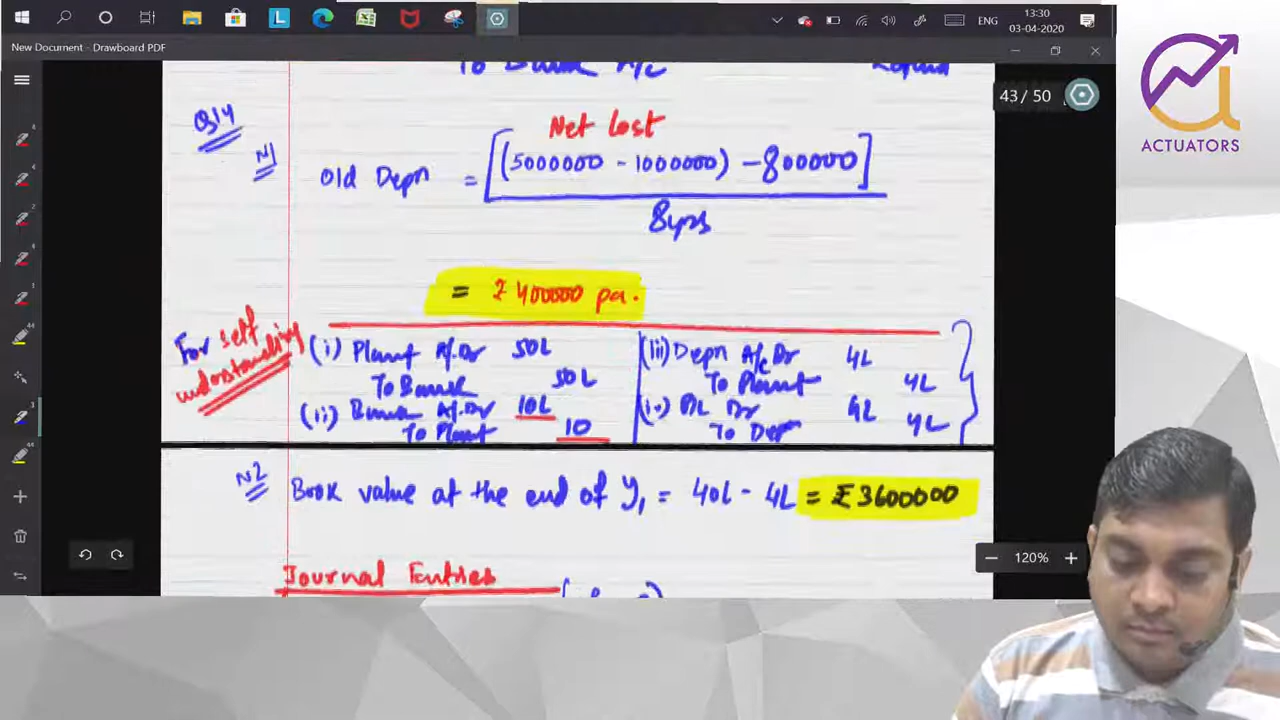 13:30
ENG
03-04-2020
New Document - Drawboard PDF
To Bank A/c
43 / 50
ACTUATORS
Q14
Net Cost
N1
Old Depn = [(5000000 - 1000000) - 800000]
8yrs
= ₹ 400000 pa.
For self understanding
(i) Plant A/c Dr 50L
To Bank 50L
(ii) Bank A/c Dr 10L
To Plant 10
(iii) Depn A/c Dr 4L
To Plant 4L
(iv) P/L Dr 4L
To Depn 4L
N2 Book value at the end of Y1 = 40L - 4L = ₹3600000
120%
Journal Entries